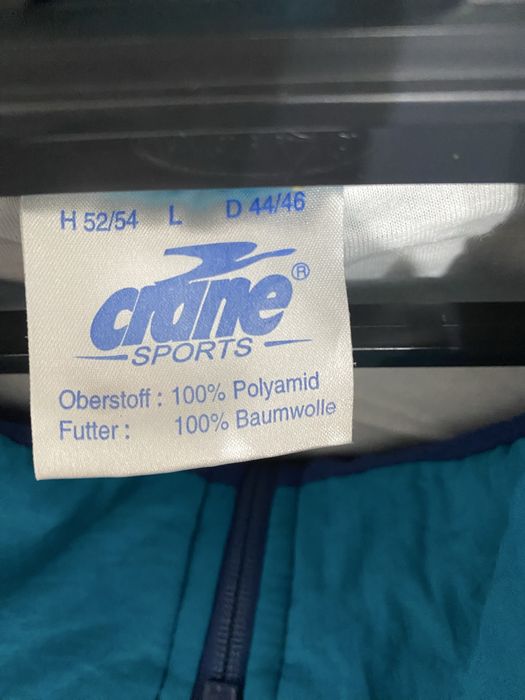 H 52/54 L D 44/46
crane®
SPORTS
Oberstoff : 100% Polyamid
Futter : 100% Baumwolle